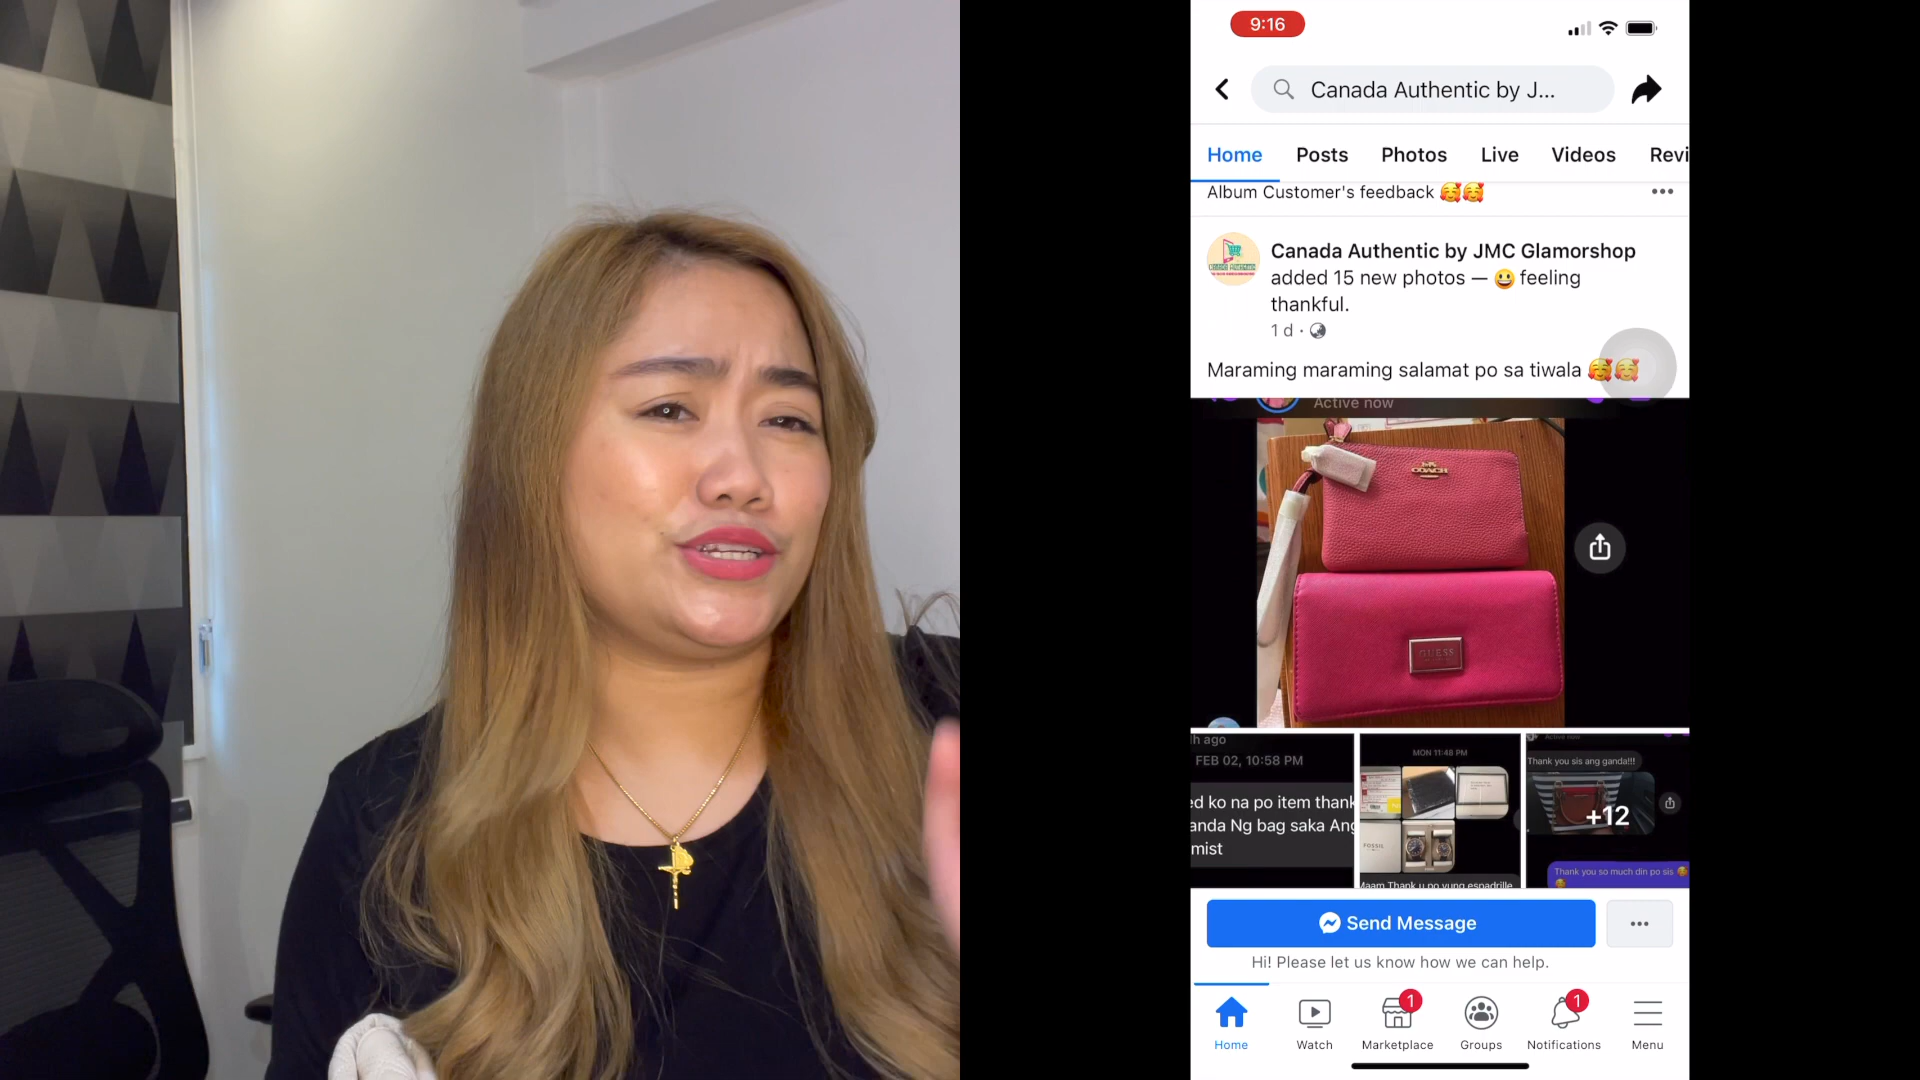 9:16
Canada Authentic by J...
Home Posts Photos Live Videos Revi
Album Customer's feedback 🥰🥰
Canada Authentic by JMC Glamorshop
added 15 new photos — 😀 feeling
thankful.
1 d ·
Maraming maraming salamat po sa tiwala 🥰🥰
Active now
COACH
GUESS
h ago
FEB 02, 10:58 PM
ed ko na po item thank
anda Ng bag saka Ang
mist
MON 11:48 PM
FOSSIL
Maam Thank u po yung espadrille
Active now
Thank you sis ang ganda!!!
+12
Thank you so much din po sis 🥰
Send Message
Hi! Please let us know how we can help.
1
1
Home Watch Marketplace Groups Notifications Menu